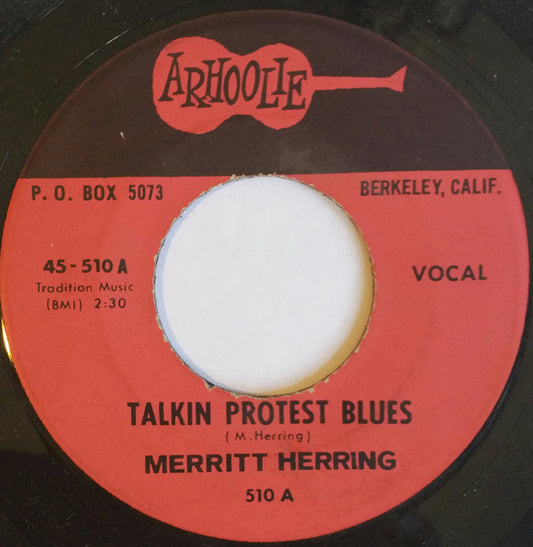 ARHOOLIE
P. O. BOX 5073
BERKELEY, CALIF.
45-510 A
Tradition Music
(BMI) 2:30
VOCAL
TALKIN PROTEST BLUES
(M. Herring)
MERRITT HERRING
510 A